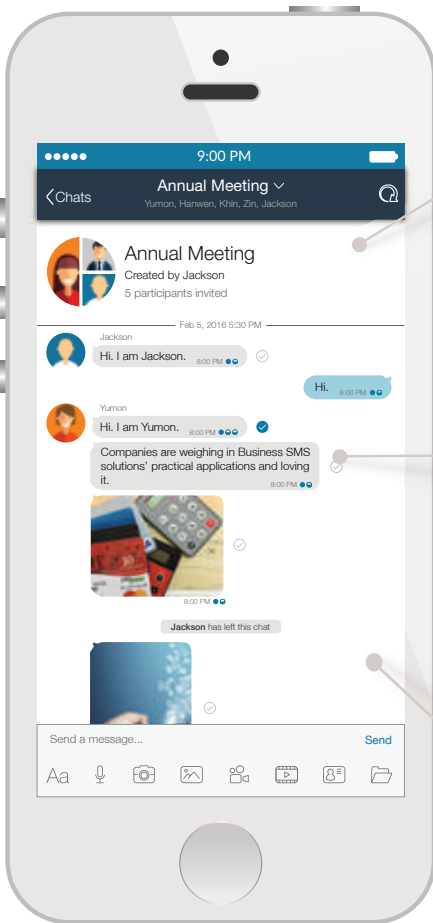 9:00 PM
Chats
Annual Meeting
Yumon, Hanwen, Khin, Zin, Jackson
Annual Meeting
Created by Jackson
5 participants invited
Feb 5, 2016 5:30 PM
Jackson
Hi. I am Jackson. 8:00 PM
Hi. 8:00 PM
Yumon
Hi. I am Yumon. 8:00 PM
Companies are weighing in Business SMS
solutions' practical applications and loving
it.
8:00 PM
8:00 PM
Jackson has left this chat
Send a message...
Send
Aa